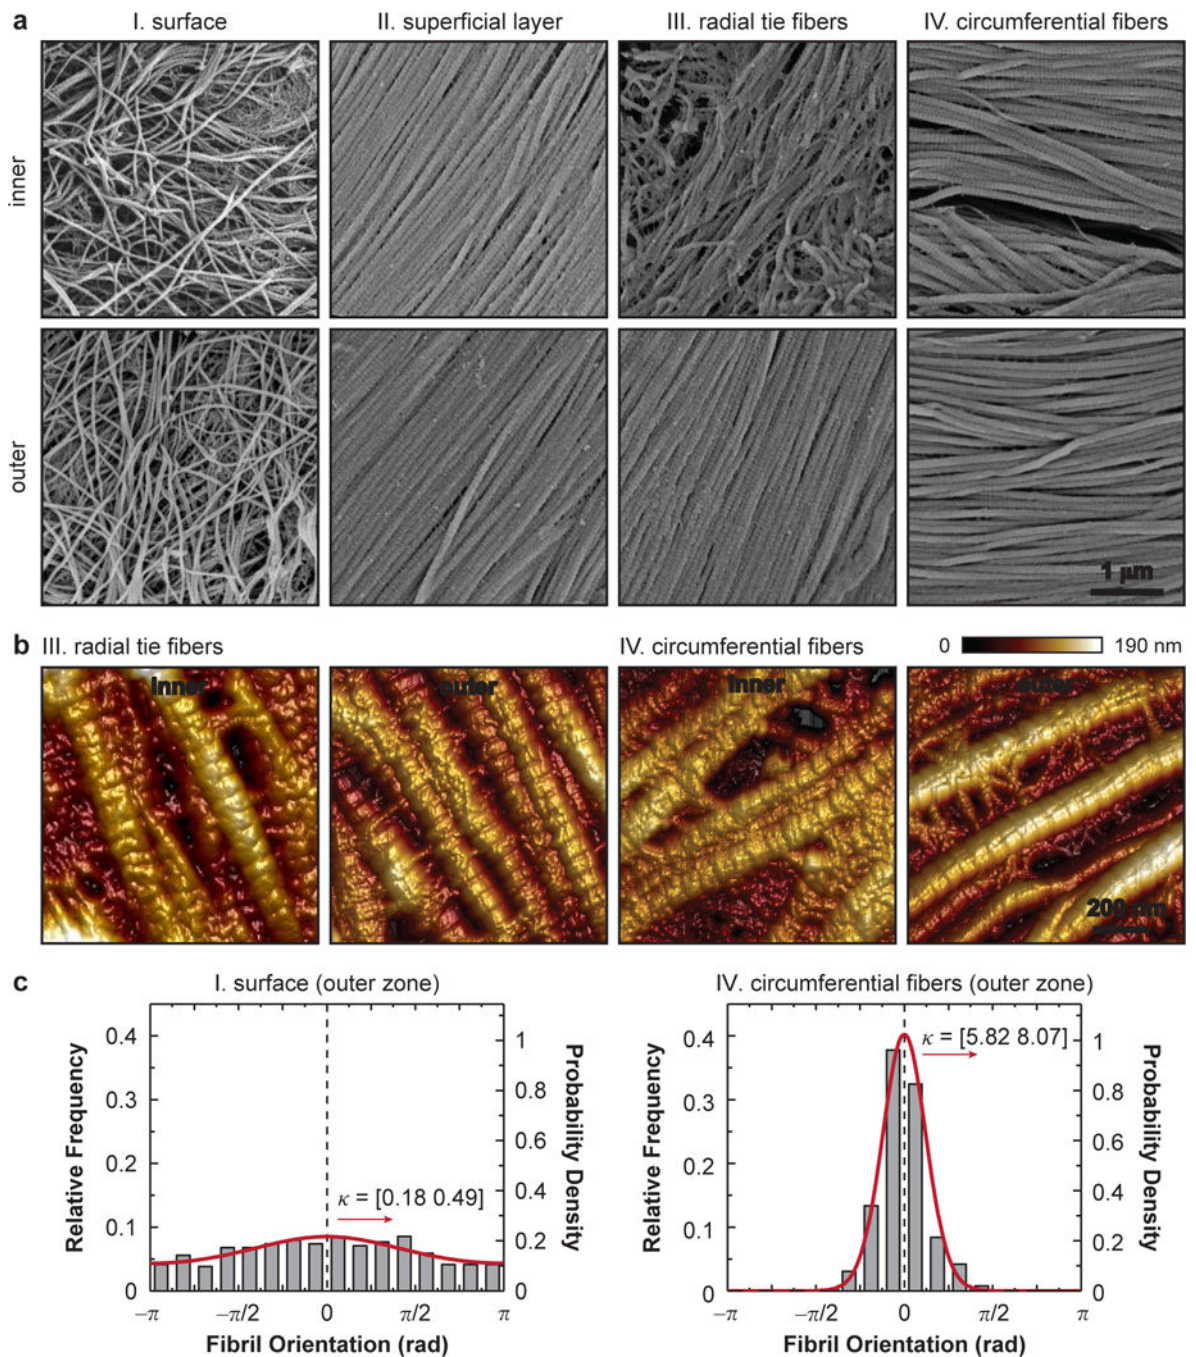 a
I. surface
II. superficial layer
III. radial tie fibers
IV. circumferential fibers
inner
outer
1 μm
b
III. radial tie fibers
IV. circumferential fibers
0
190 nm
inner
outer
inner
outer
200 nm
c
I. surface (outer zone)
Relative Frequency
0.4
0.3
0.2
0.1
0
1
0.8
0.6
0.4
0.2
0
Probability Density
κ = [0.18 0.49]
−π
−π/2
0
π/2
π
Fibril Orientation (rad)
IV. circumferential fibers (outer zone)
Relative Frequency
0.4
0.3
0.2
0.1
0
1
0.8
0.6
0.4
0.2
0
Probability Density
κ = [5.82 8.07]
−π
−π/2
0
π/2
π
Fibril Orientation (rad)